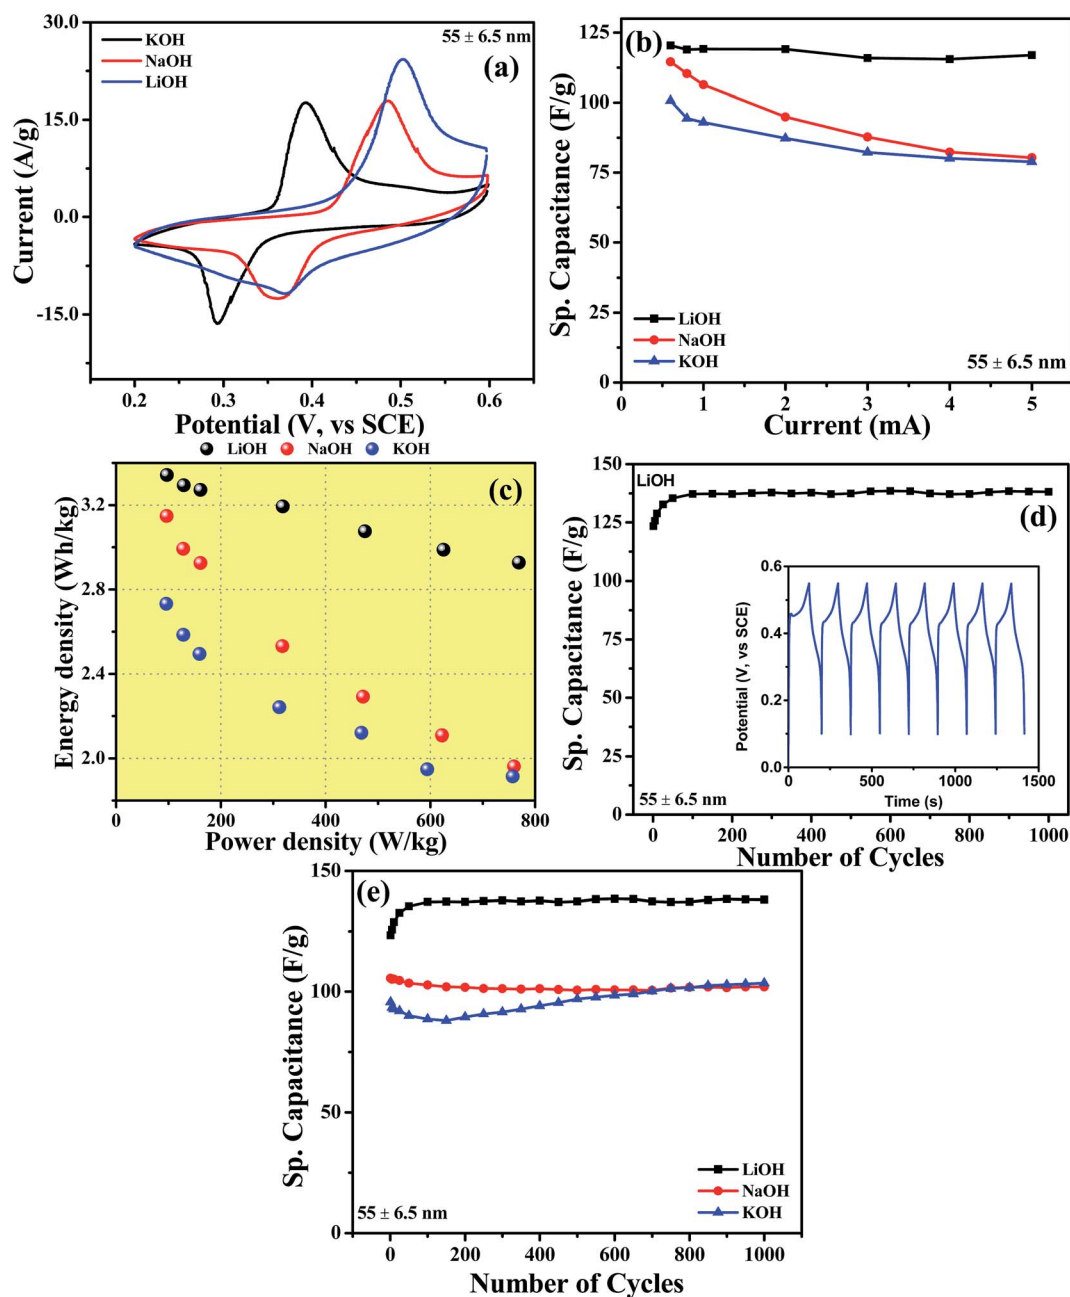 30.0
15.0
0.0
-15.0
Current (A/g)
KOH
NaOH
LiOH
55 ± 6.5 nm
(a)
0.2 0.3 0.4 0.5 0.6
Potential (V, vs SCE)
125
100
75
50
25
0
Sp. Capacitance (F/g)
(b)
LiOH
NaOH
KOH
55 ± 6.5 nm
0 1 2 3 4 5
Current (mA)
LiOH NaOH KOH
3.2
2.8
2.4
2.0
Energy density (Wh/kg)
(c)
0 200 400 600 800
Power density (W/kg)
150
125
100
75
50
25
0
Sp. Capacitance (F/g)
LiOH
(d)
0.6
0.4
0.2
0.0
Potential (V, vs SCE)
0 500 1000 1500
Time (s)
55 ± 6.5 nm
0 200 400 600 800 1000
Number of Cycles
150
100
50
0
Sp. Capacitance (F/g)
(e)
LiOH
NaOH
KOH
55 ± 6.5 nm
0 200 400 600 800 1000
Number of Cycles